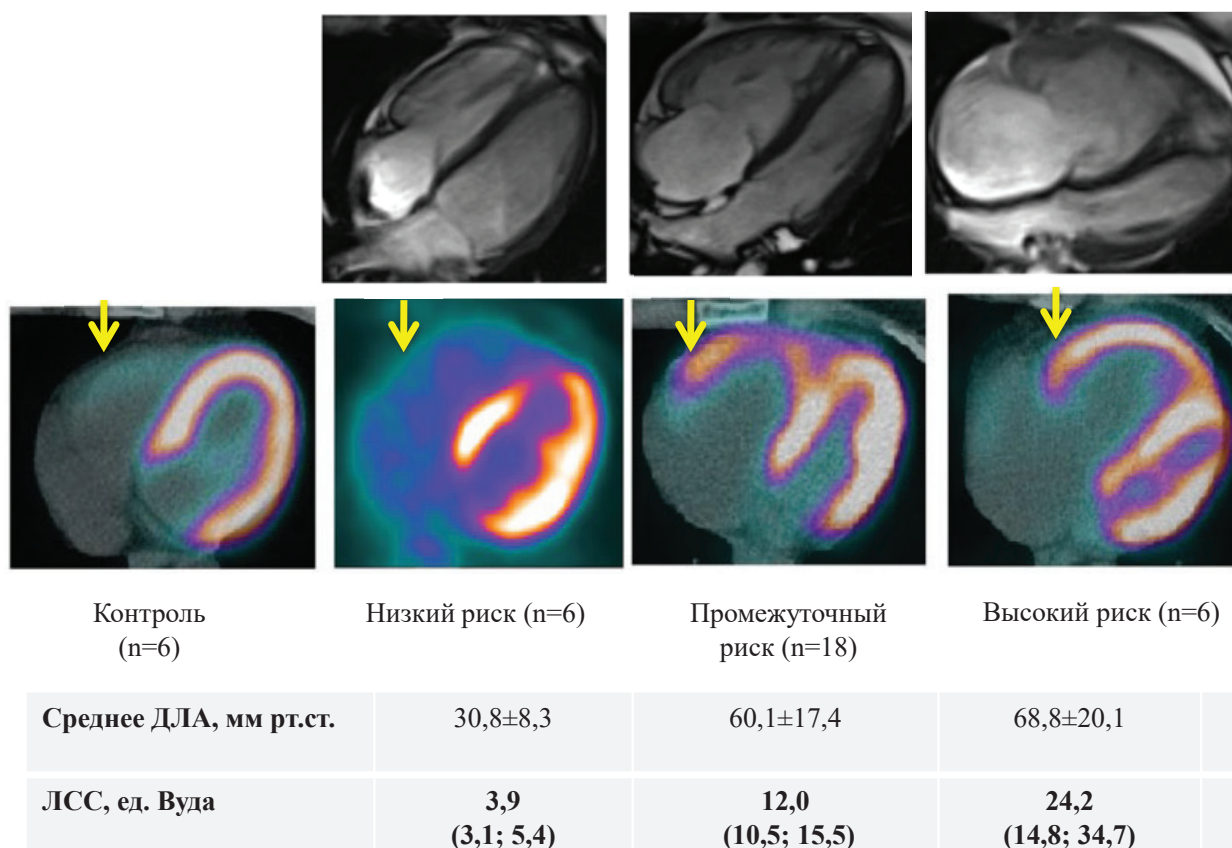 Контроль
(n=6)
Низкий риск (n=6)
Промежуточный
риск (n=18)
Высокий риск (n=6)
Среднее ДЛА, мм рт.ст.
30,8±8,3
60,1±17,4
68,8±20,1
ЛСС, ед. Вуда
3,9
(3,1; 5,4)
12,0
(10,5; 15,5)
24,2
(14,8; 34,7)